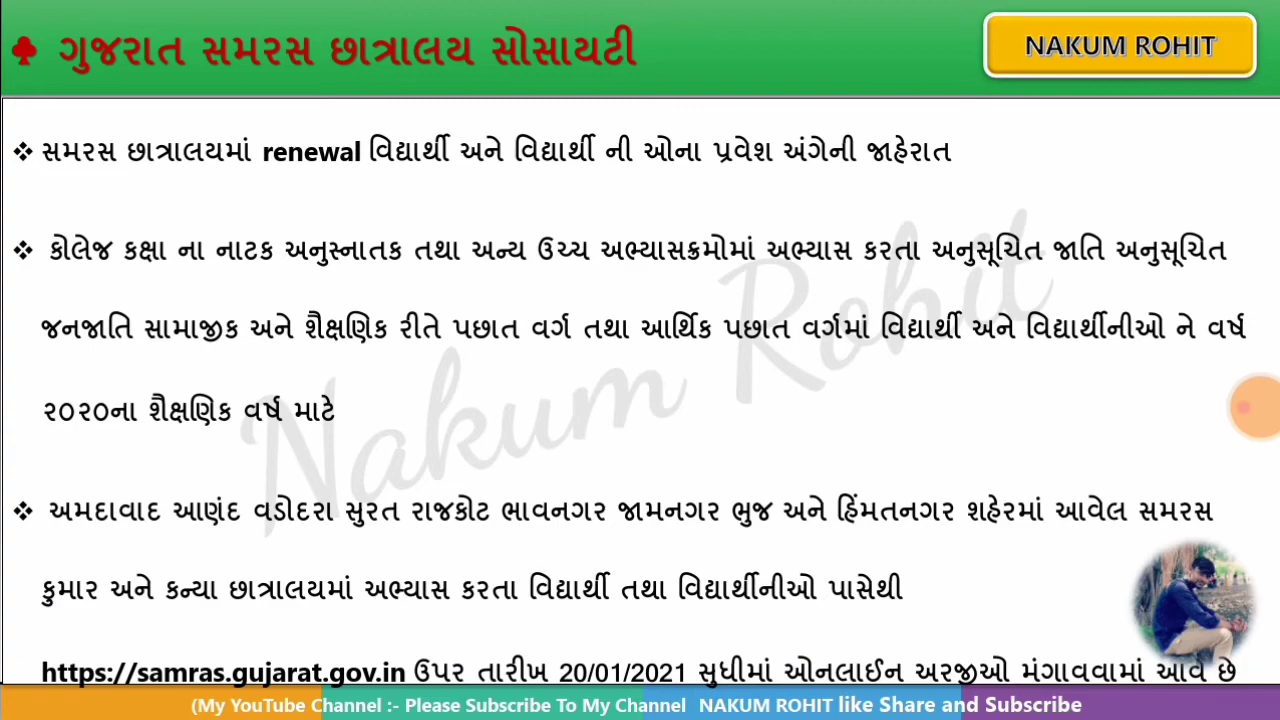 ♣ ગુજરાત સમરસ છાત્રાલય સોસાયટી
NAKUM ROHIT
❖ સમરસ છાત્રાલયમાં renewal વિદ્યાર્થી અને વિદ્યાર્થી ની ઓના પ્રવેશ અંગેની જાહેરાત
❖ કોલેજ કક્ષા ના નાટક અનુસ્નાતક તથા અન્ય ઉચ્ચ અભ્યાસક્રમોમાં અભ્યાસ કરતા અનુસૂચિત જાતિ અનુસૂચિત
જનજાતિ સામાજીક અને શૈક્ષણિક રીતે પછાત વર્ગ તથા આર્થિક પછાત વર્ગમાં વિદ્યાર્થી અને વિદ્યાર્થીનીઓ ને વર્ષ
૨૦૨૦ના શૈક્ષણિક વર્ષ માટે
Nakum Rohit
❖ અમદાવાદ આણંદ વડોદરા સુરત રાજકોટ ભાવનગર જામનગર ભુજ અને હિંમતનગર શહેરમાં આવેલ સમરસ
કુમાર અને કન્યા છાત્રાલયમાં અભ્યાસ કરતા વિદ્યાર્થી તથા વિદ્યાર્થીનીઓ પાસેથી
https://samras.gujarat.gov.in ઉપર તારીખ 20/01/2021 સુધીમાં ઓનલાઈન અરજીઓ મંગાવવામાં આવે છે
(My YouTube Channel :- Please Subscribe To My Channel NAKUM ROHIT like Share and Subscribe